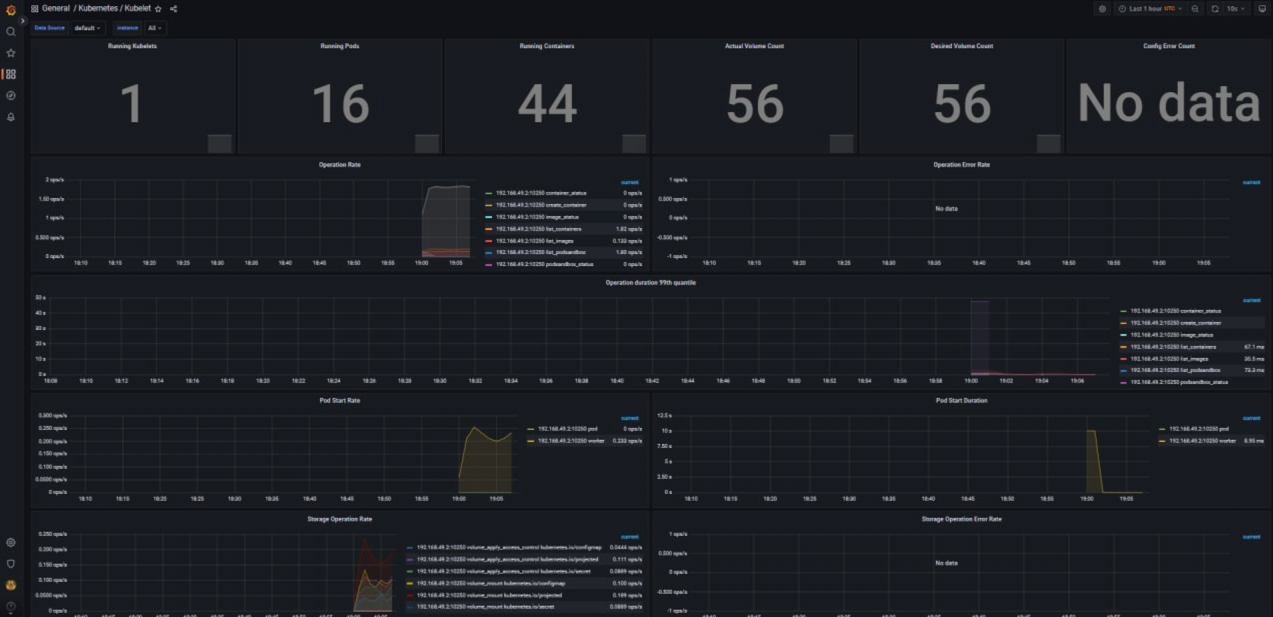 General / Kubernetes / Kubelet
Last 1 hour UTC
10s
Data Source default instance All
Running Kubelets
1
Running Pods
16
Running Containers
44
Actual Volume Count
56
Desired Volume Count
56
Config Error Count
No data
Operation Rate
current
2 ops/s
1.50 ops/s
1 ops/s
0.500 ops/s
0 ops/s
18:10 18:15 18:20 18:25 18:30 18:35 18:40 18:45 18:50 18:55 19:00 19:05
192.168.49.2:10250 container_status 0 ops/s
192.168.49.2:10250 create_container 0 ops/s
192.168.49.2:10250 image_status 0 ops/s
192.168.49.2:10250 list_containers 1.82 ops/s
192.168.49.2:10250 list_images 0.133 ops/s
192.168.49.2:10250 list_podsandbox 1.80 ops/s
192.168.49.2:10250 podsandbox_status 0 ops/s
Operation Error Rate
current
1 ops/s
0.500 ops/s
0 ops/s
-0.500 ops/s
-1 ops/s
No data
18:10 18:15 18:20 18:25 18:30 18:35 18:40 18:45 18:50 18:55 19:00 19:05
Operation duration 99th quantile
current
50 s
40 s
30 s
20 s
10 s
0 s
18:08 18:10 18:12 18:14 18:16 18:18 18:20 18:22 18:24 18:26 18:28 18:30 18:32 18:34 18:36 18:38 18:40 18:42 18:44 18:46 18:48 18:50 18:52 18:54 18:56 18:58 19:00 19:02 19:04 19:06
192.168.49.2:10250 container_status
192.168.49.2:10250 create_container
192.168.49.2:10250 image_status
192.168.49.2:10250 list_containers 67.1 ms
192.168.49.2:10250 list_images
192.168.49.2:10250 list_podsandbox
192.168.49.2:10250 podsandbox_status
Pod Start Rate
current
0.300 ops/s
0.250 ops/s
0.200 ops/s
0.150 ops/s
0.100 ops/s
0.0500 ops/s
0 ops/s
18:10 18:15 18:20 18:25 18:30 18:35 18:40 18:45 18:50 18:55 19:00 19:05
192.168.49.2:10250 pod 0 ops/s
192.168.49.2:10250 worker 0.233 ops/s
Pod Start Duration
current
12.5 s
10 s
7.50 s
5 s
2.50 s
0 s
18:10 18:15 18:20 18:25 18:30 18:35 18:40 18:45 18:50 18:55 19:00 19:05
192.168.49.2:10250 pod
192.168.49.2:10250 worker 8.95 ms
Storage Operation Rate
current
0.250 ops/s
0.200 ops/s
0.150 ops/s
0.100 ops/s
0.0500 ops/s
0 ops/s
192.168.49.2:10250 volume_apply_access_control kubernetes.io/configmap 0.0444 ops/s
192.168.49.2:10250 volume_apply_access_control kubernetes.io/projected 0.111 ops/s
192.168.49.2:10250 volume_apply_access_control kubernetes.io/secret 0.0889 ops/s
192.168.49.2:10250 volume_mount kubernetes.io/configmap 0.100 ops/s
192.168.49.2:10250 volume_mount kubernetes.io/projected 0.189 ops/s
192.168.49.2:10250 volume_mount kubernetes.io/secret 0.0889 ops/s
Storage Operation Error Rate
current
1 ops/s
0.500 ops/s
0 ops/s
-0.500 ops/s
-1 ops/s
No data